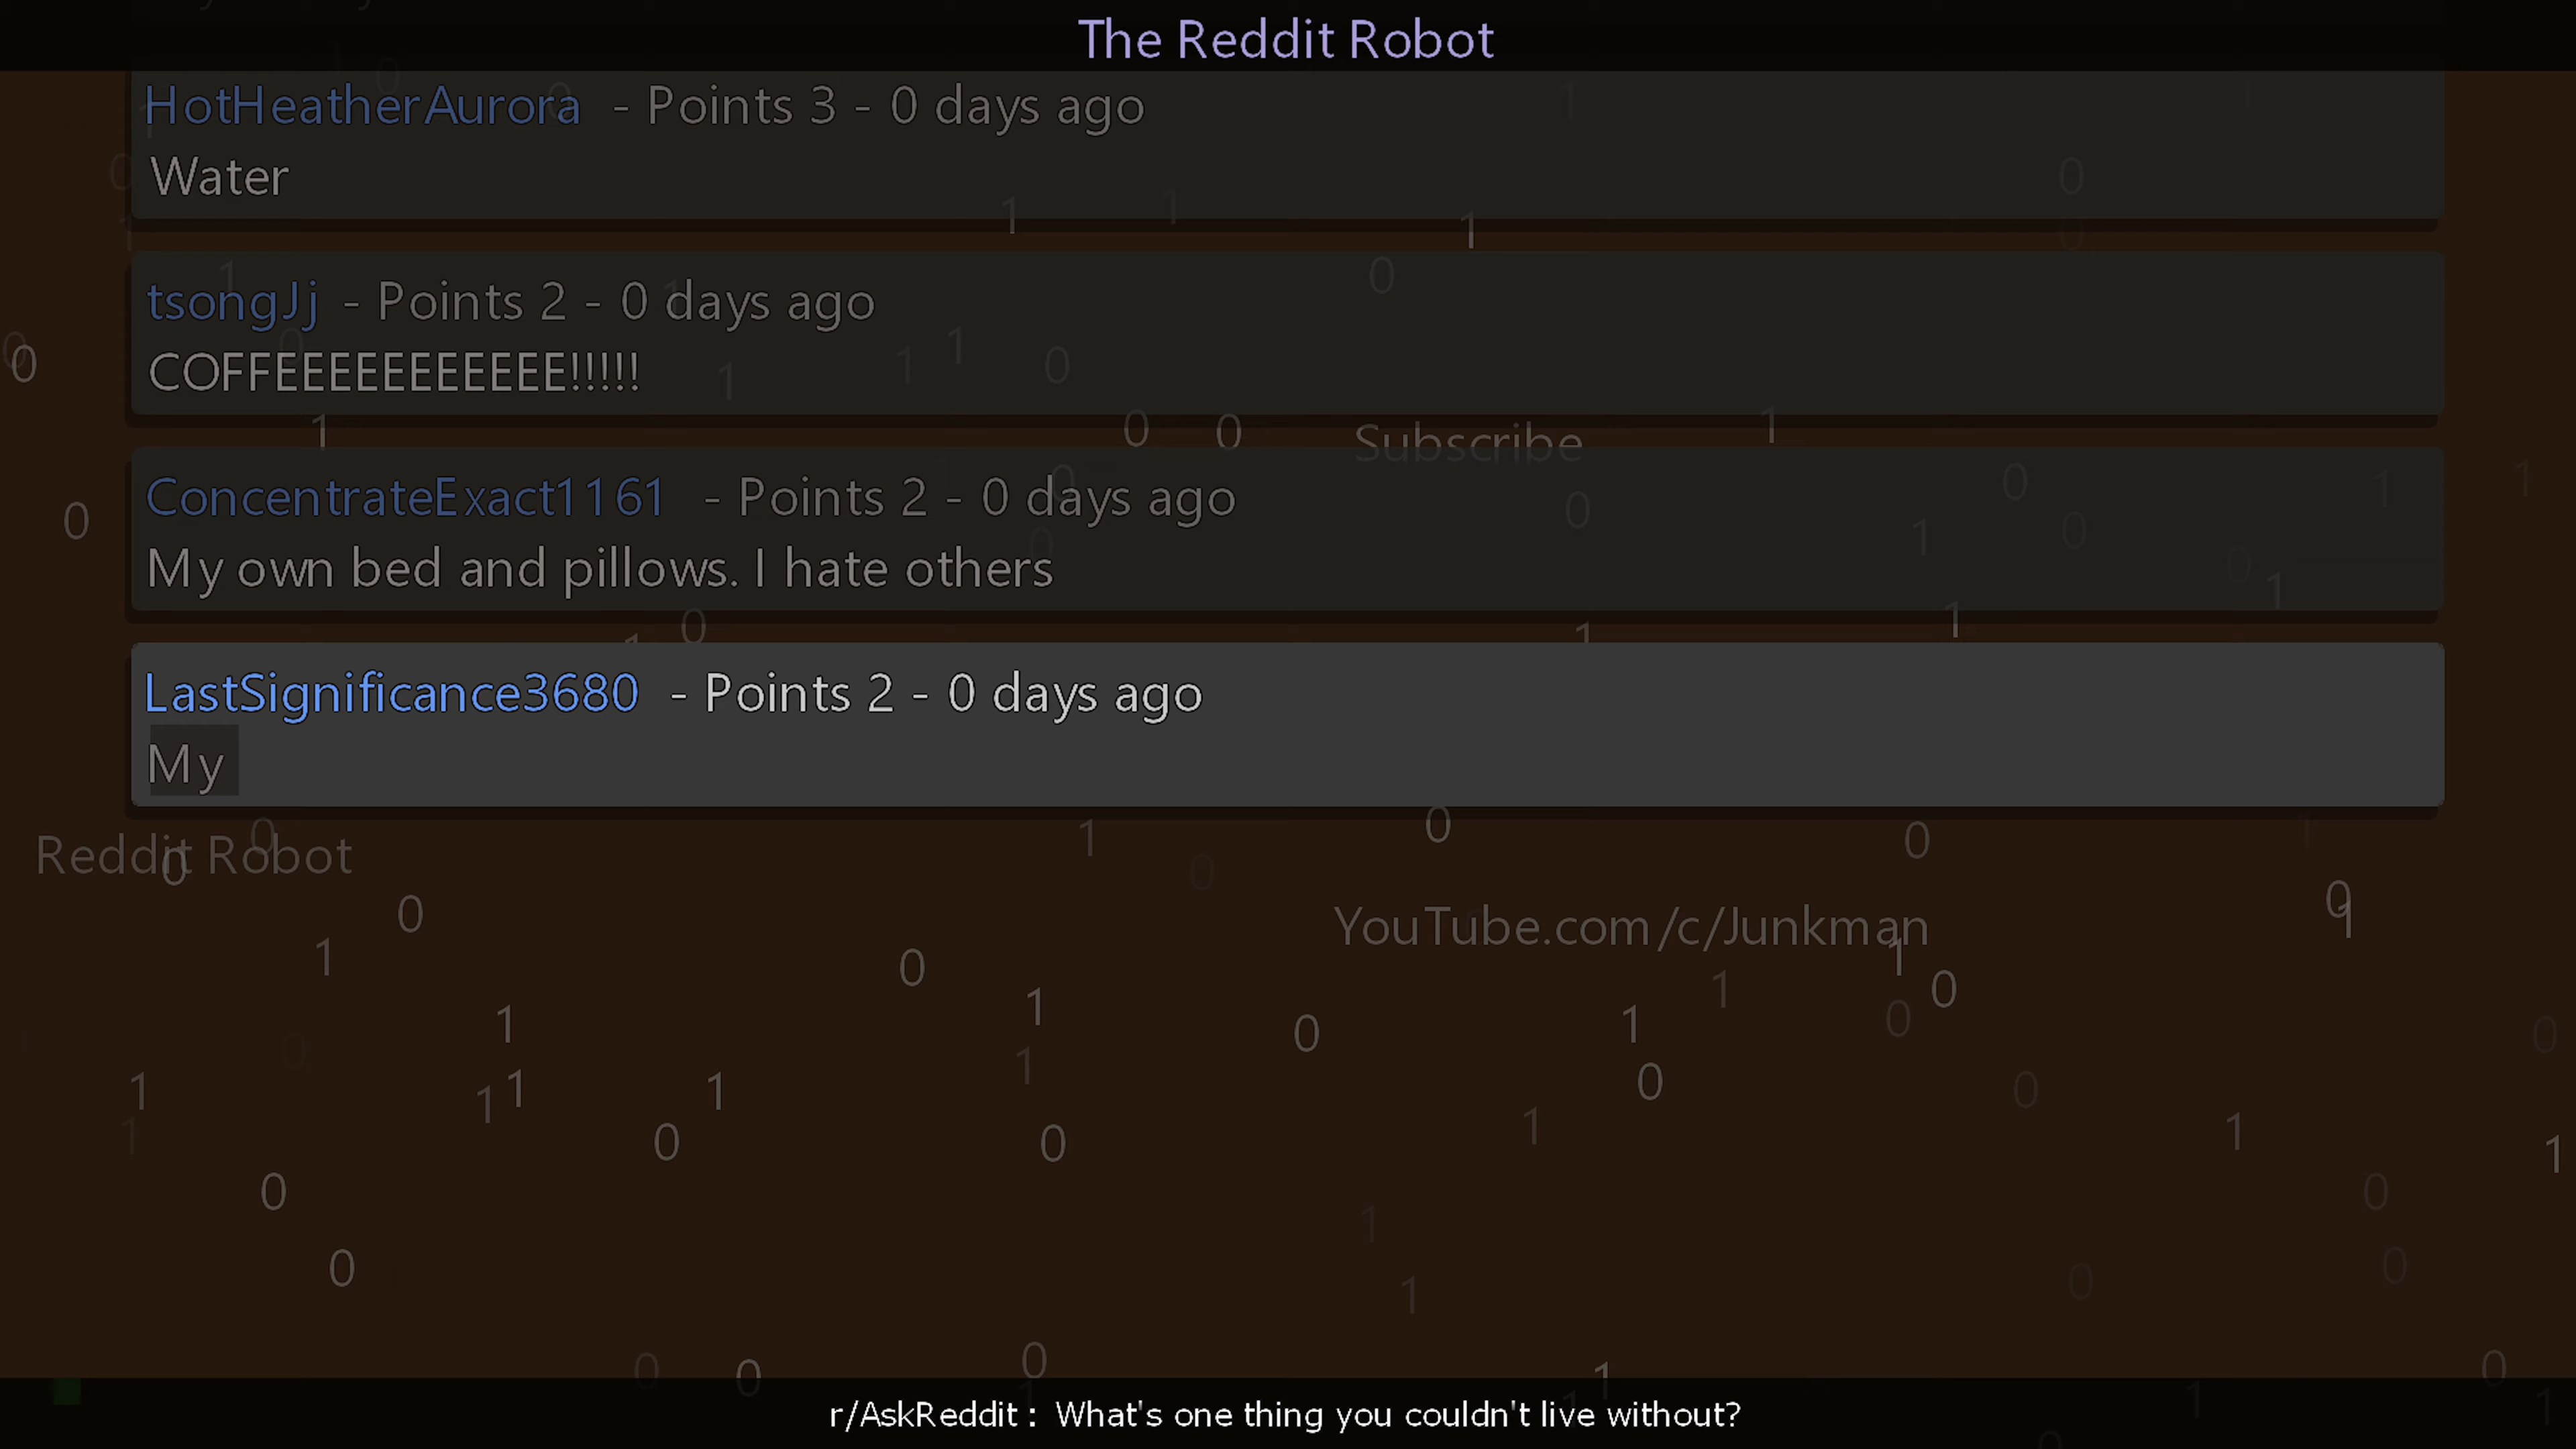 The Reddit Robot
HotHeatherAurora - Points 3 - 0 days ago
Water
tsongJj - Points 2 - 0 days ago
COFFEEEEEEEEEEEE!!!!!
Subscribe
ConcentrateExact1161 - Points 2 - 0 days ago
My own bed and pillows. I hate others
LastSignificance3680 - Points 2 - 0 days ago
My
Reddit Robot
YouTube.com/c/Junkman
r/AskReddit : What's one thing you couldn't live without?